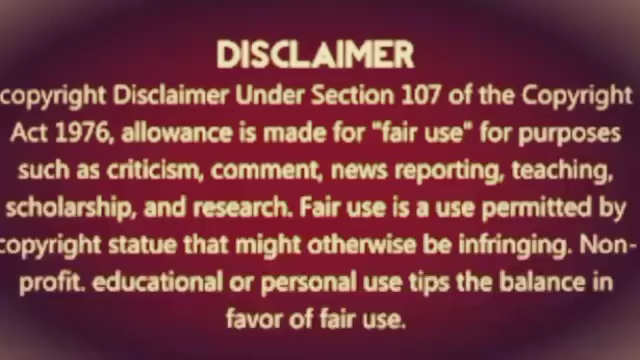 DISCLAIMER
copyright Disclaimer Under Section 107 of the Copyright
Act 1976, allowance is made for "fair use" for purposes
such as criticism, comment, news reporting, teaching,
scholarship, and research. Fair use is a use permitted by
copyright statue that might otherwise be infringing. Non-
profit. educational or personal use tips the balance in
favor of fair use.